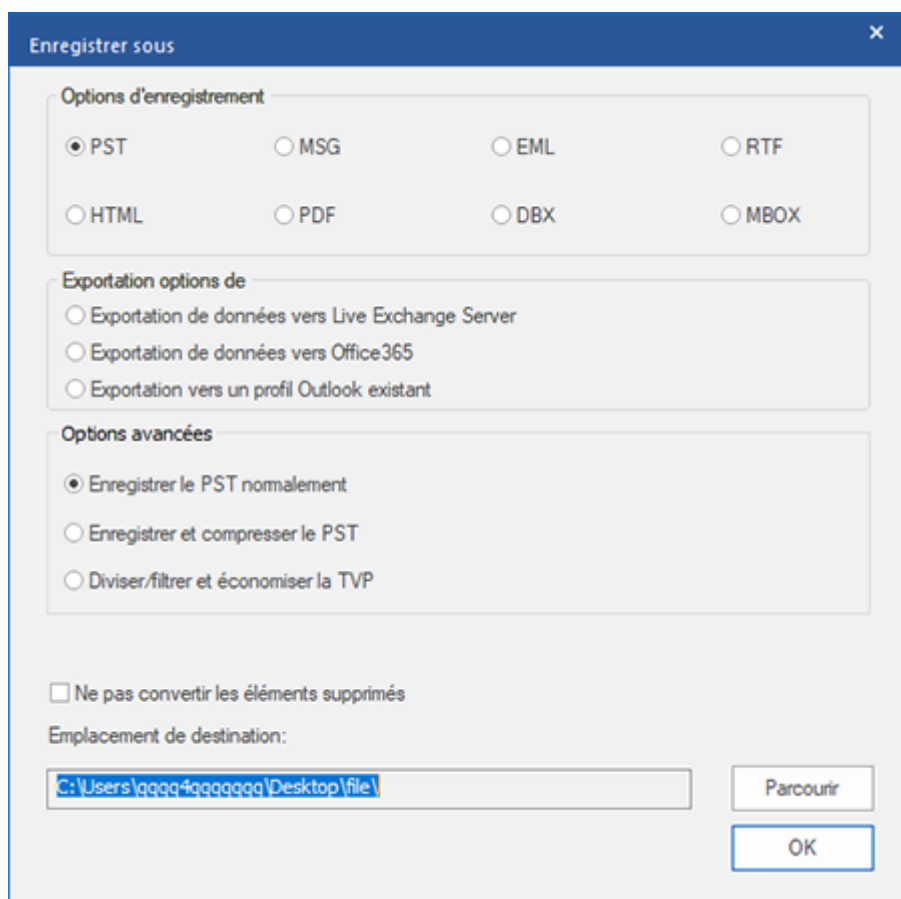 Enregistrer sous
Options d'enregistrement
PST MSG EML RTF
HTML PDF DBX MBOX
Exportation options de
Exportation de données vers Live Exchange Server
Exportation de données vers Office365
Exportation vers un profil Outlook existant
Options avancées
Enregistrer le PST normalement
Enregistrer et compresser le PST
Diviser/filtrer et économiser la TVP
Ne pas convertir les éléments supprimés
Emplacement de destination:
C:\Users\qqqq4qqqqqqq\Desktop\file\
Parcourir
OK